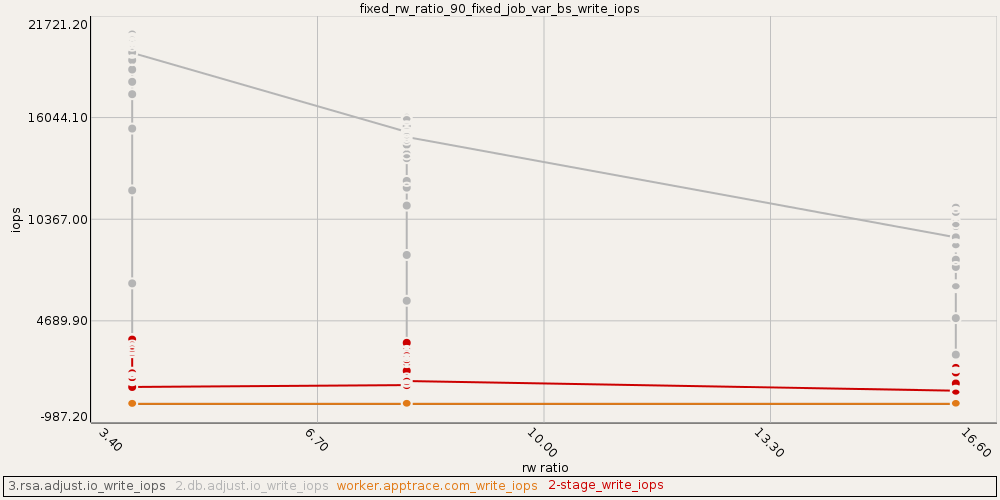 fixed_rw_ratio_90_fixed_job_var_bs_write_iops
21721.20
16044.10
10367.00
4689.90
-987.20
iops
3.40 6.70 10.00 13.30 16.60
rw ratio
3.rsa.adjust.io_write_iops 2.db.adjust.io_write_iops worker.apptrace.com_write_iops 2-stage_write_iops